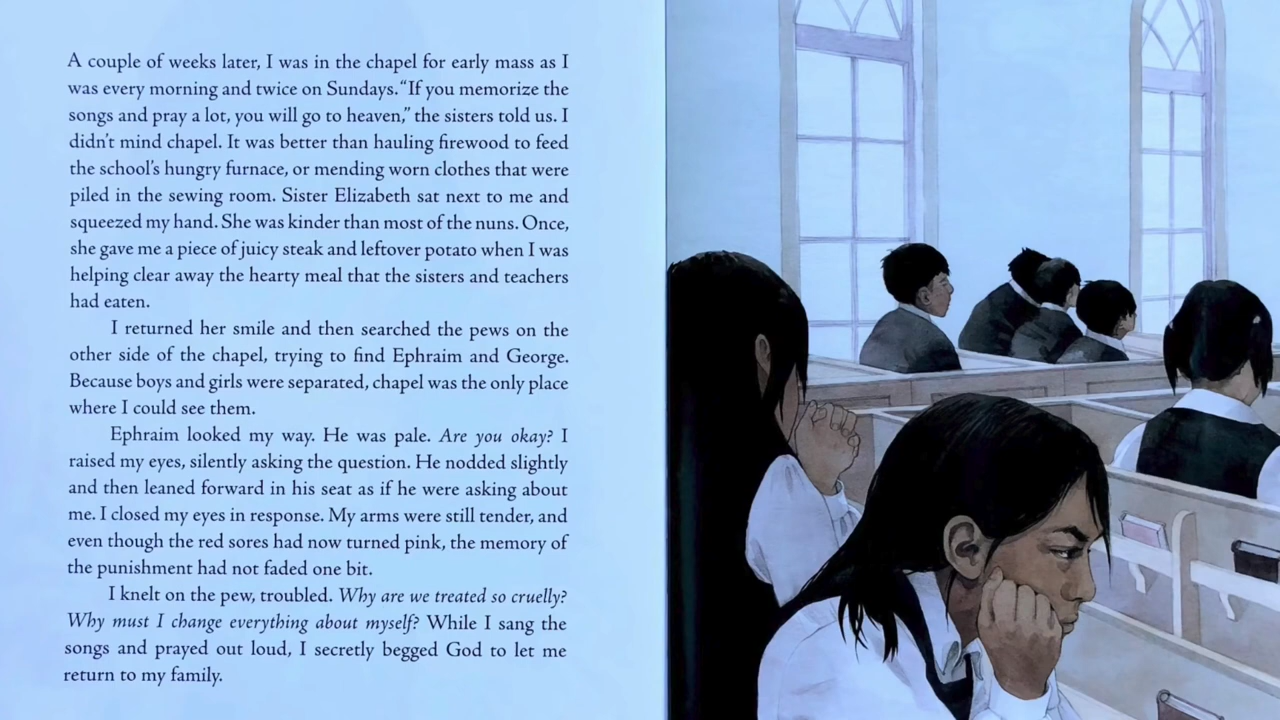 A couple of weeks later, I was in the chapel for early mass as I
was every morning and twice on Sundays. “If you memorize the
songs and pray a lot, you will go to heaven,” the sisters told us. I
didn’t mind chapel. It was better than hauling firewood to feed
the school’s hungry furnace, or mending worn clothes that were
piled in the sewing room. Sister Elizabeth sat next to me and
squeezed my hand. She was kinder than most of the nuns. Once,
she gave me a piece of juicy steak and leftover potato when I was
helping clear away the hearty meal that the sisters and teachers
had eaten.
I returned her smile and then searched the pews on the
other side of the chapel, trying to find Ephraim and George.
Because boys and girls were separated, chapel was the only place
where I could see them.
Ephraim looked my way. He was pale. Are you okay? I
raised my eyes, silently asking the question. He nodded slightly
and then leaned forward in his seat as if he were asking about
me. I closed my eyes in response. My arms were still tender, and
even though the red sores had now turned pink, the memory of
the punishment had not faded one bit.
I knelt on the pew, troubled. Why are we treated so cruelly?
Why must I change everything about myself? While I sang the
songs and prayed out loud, I secretly begged God to let me
return to my family.